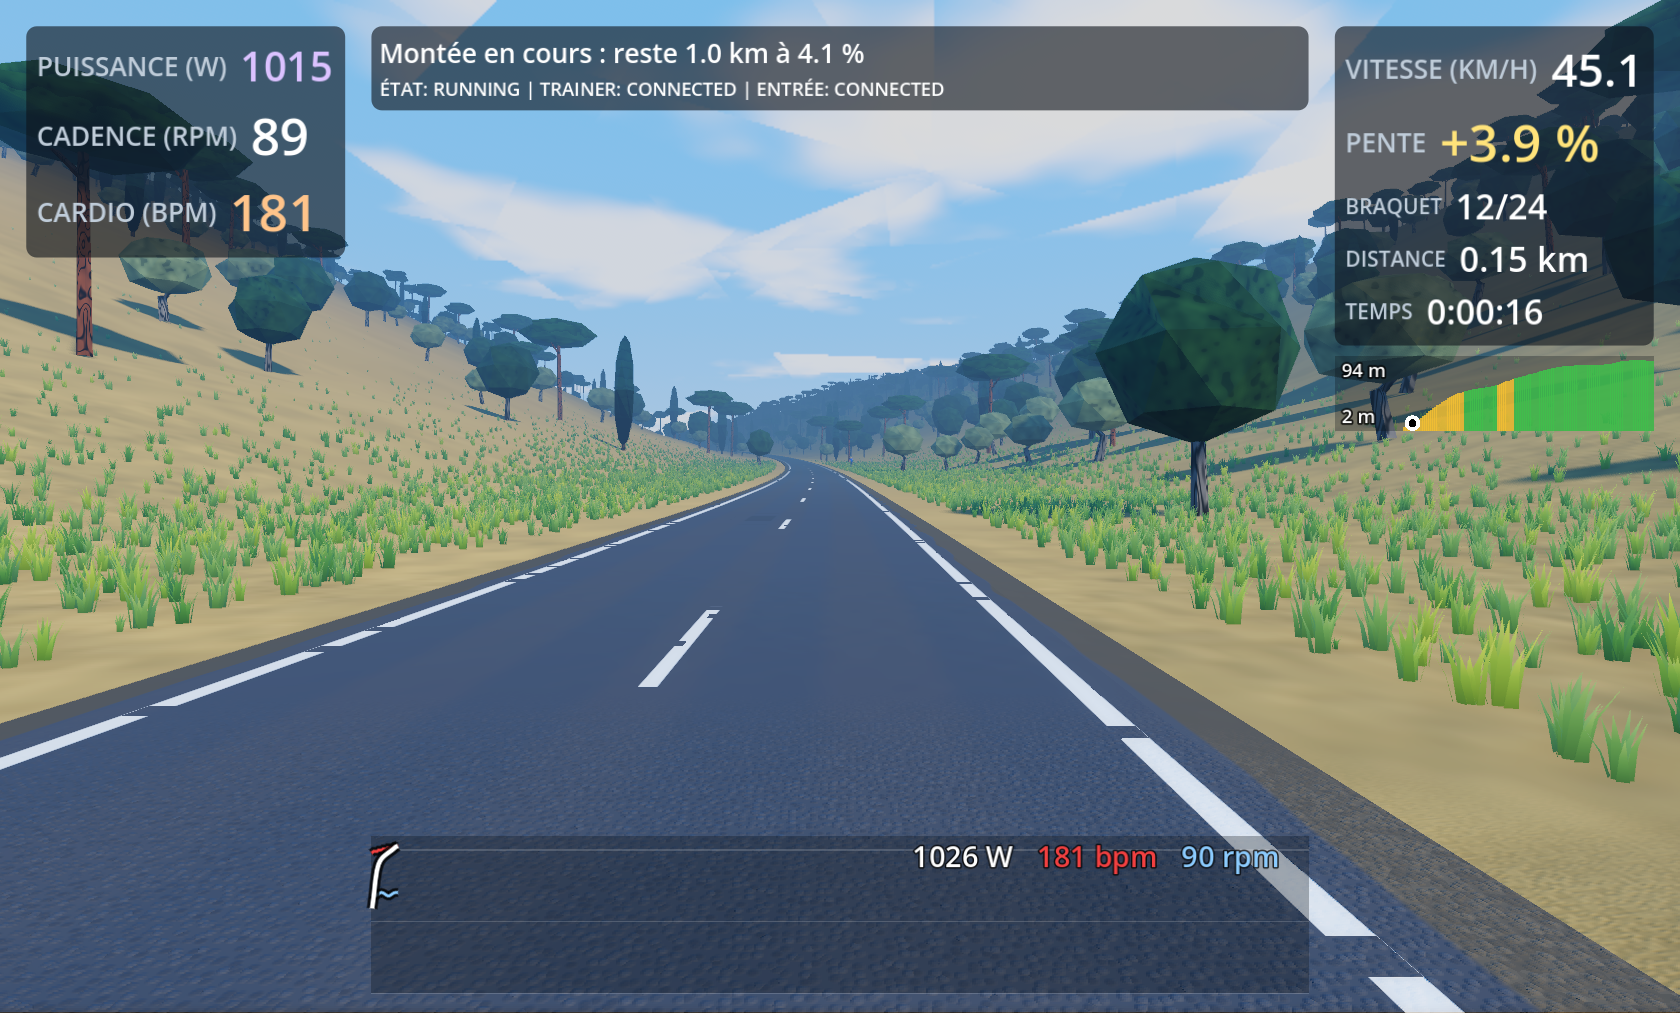 PUISSANCE (W) 1015
CADENCE (RPM) 89
CARDIO (BPM) 181
Montée en cours : reste 1.0 km à 4.1 %
ÉTAT: RUNNING | TRAINER: CONNECTED | ENTRÉE: CONNECTED
VITESSE (KM/H) 45.1
PENTE +3.9 %
BRAQUET 12/24
DISTANCE 0.15 km
TEMPS 0:00:16
94 m
2 m
1026 W 181 bpm 90 rpm